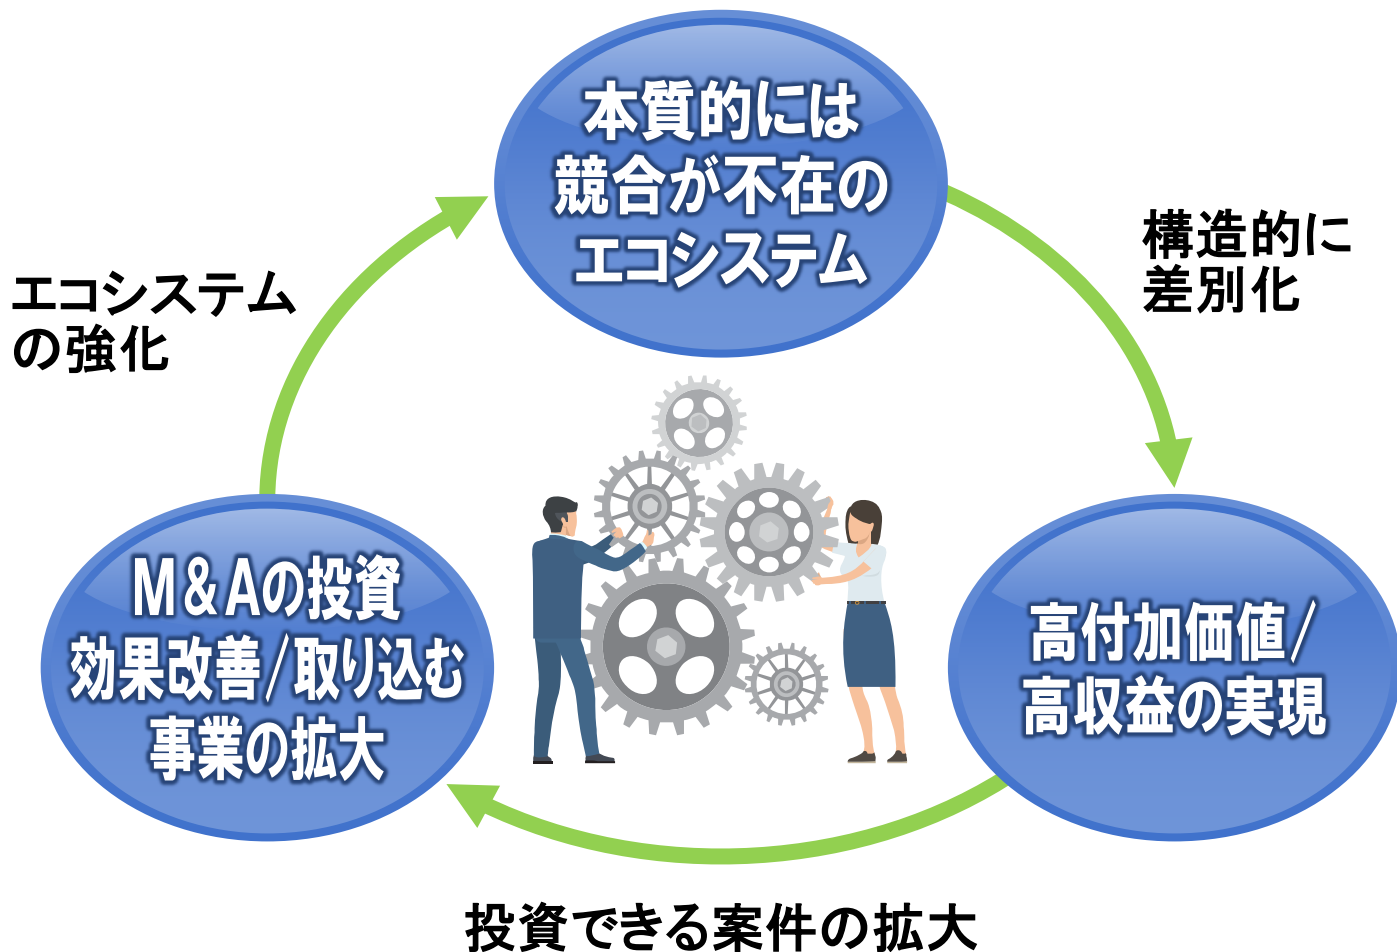 本質的には
競合が不在の
エコシステム
構造的に
差別化
高付加価値/
高収益の実現
投資できる案件の拡大
M&Aの投資
効果改善/取り込む
事業の拡大
エコシステム
の強化